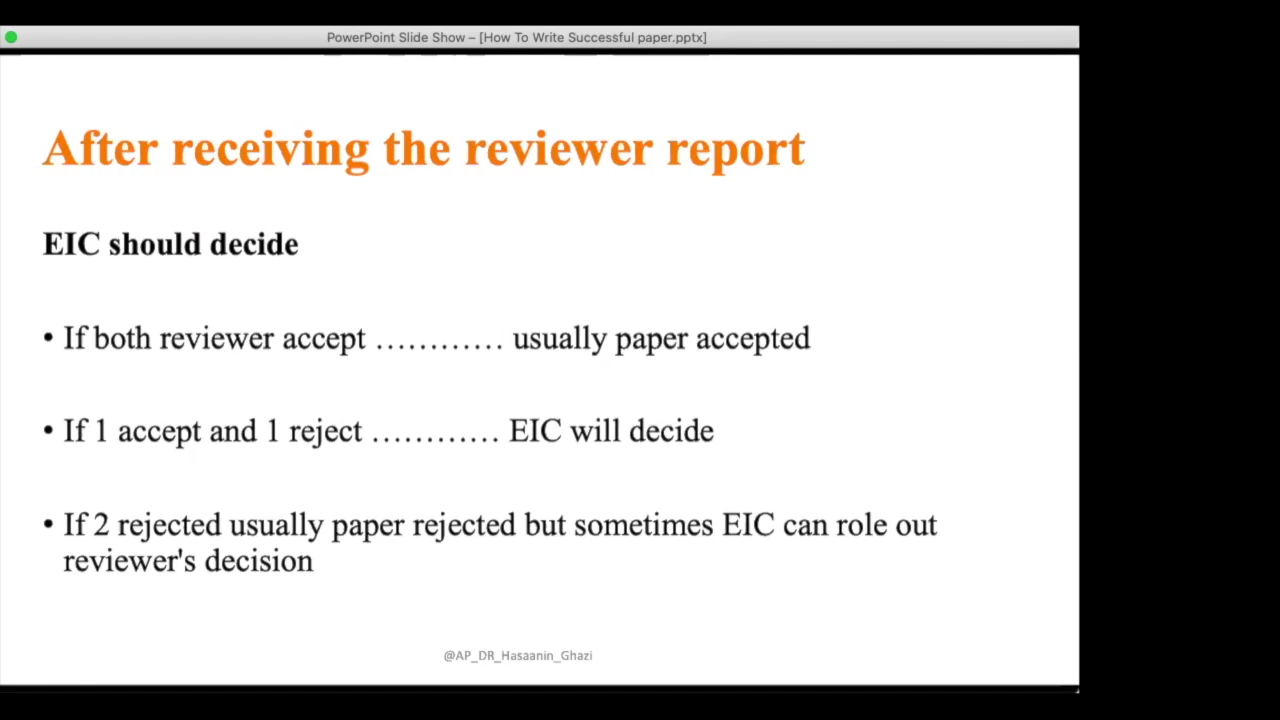 PowerPoint Slide Show – [How To Write Successful paper.pptx]
After receiving the reviewer report
EIC should decide
• If both reviewer accept ………… usually paper accepted
• If 1 accept and 1 reject ………… EIC will decide
• If 2 rejected usually paper rejected but sometimes EIC can role out
reviewer's decision
@AP_DR_Hasaanin_Ghazi